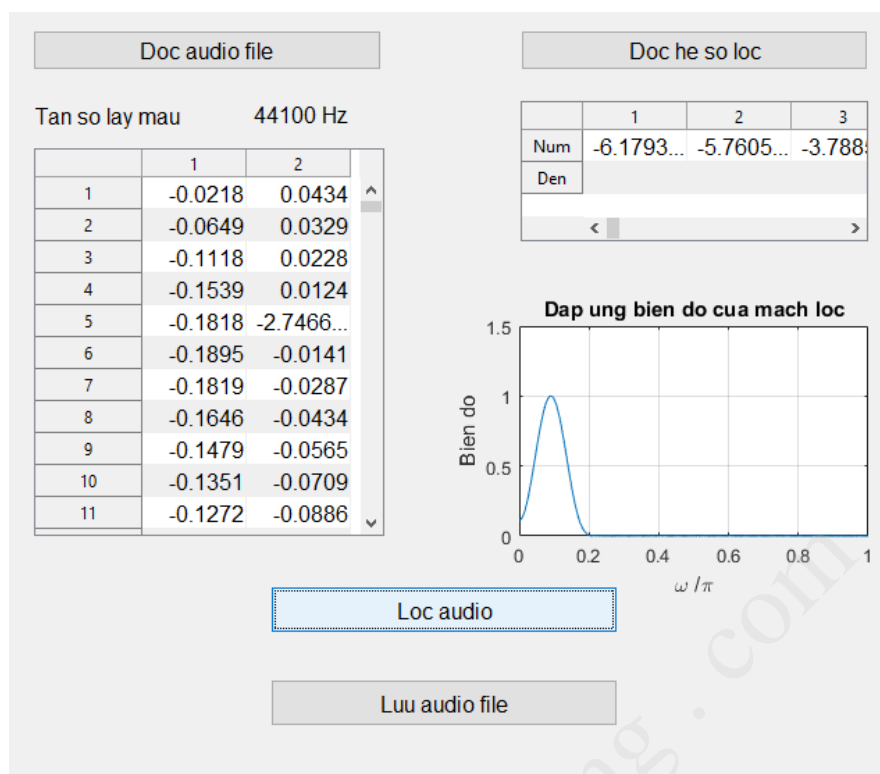 Doc audio file
Doc he so loc
Tan so lay mau 44100 Hz
1 2
1 -0.0218 0.0434
2 -0.0649 0.0329
3 -0.1118 0.0228
4 -0.1539 0.0124
5 -0.1818 -2.7466...
6 -0.1895 -0.0141
7 -0.1819 -0.0287
8 -0.1646 -0.0434
9 -0.1479 -0.0565
10 -0.1351 -0.0709
11 -0.1272 -0.0886
1 2 3
Num -6.1793... -5.7605... -3.788
Den
Dap ung bien do cua mach loc
Bien do
1.5
1
0.5
0
0 0.2 0.4 0.6 0.8 1
ω /π
Loc audio
Luu audio file
ng . com